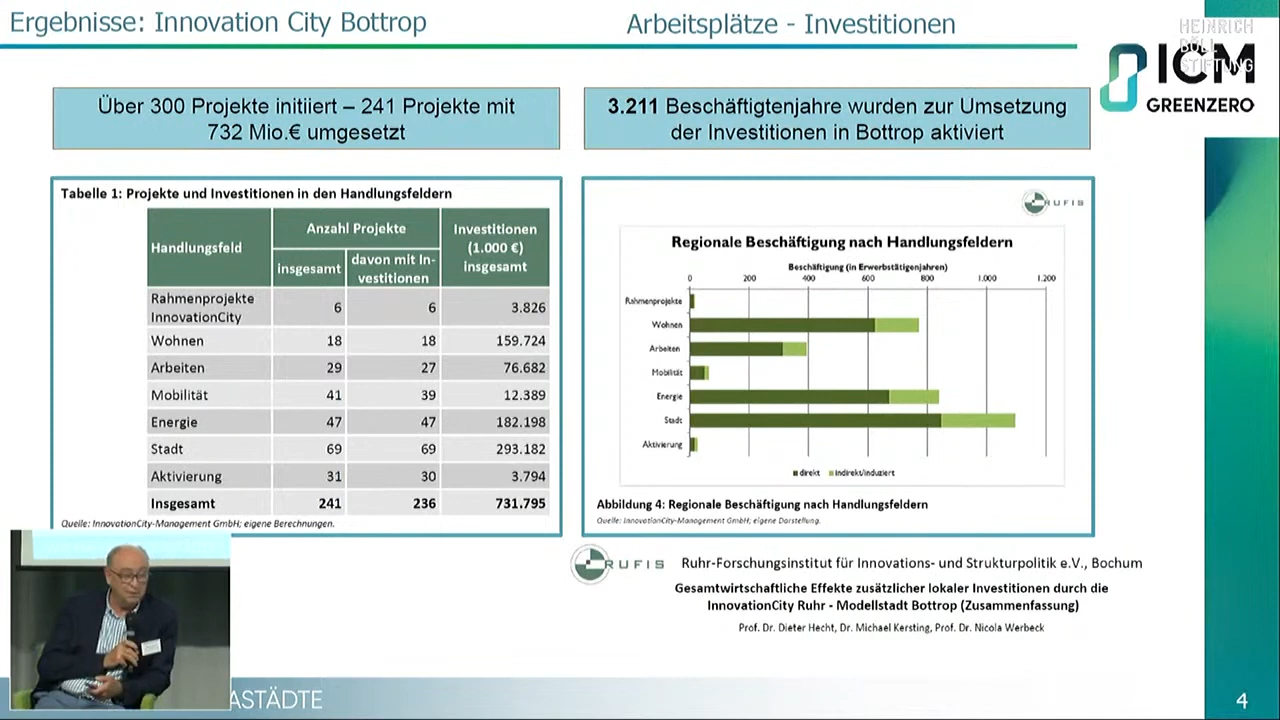 Ergebnisse: Innovation City Bottrop
Arbeitsplätze - Investitionen
HEINRICH
BÖLL
STIFTUNG
ICM
GREENZERO
Über 300 Projekte initiiert – 241 Projekte mit
732 Mio.€ umgesetzt
3.211 Beschäftigtenjahre wurden zur Umsetzung
der Investitionen in Bottrop aktiviert
Tabelle 1: Projekte und Investitionen in den Handlungsfeldern
Handlungsfeld
Anzahl Projekte
insgesamt
davon mit In-
vestitionen
Investitionen
(1.000 €)
insgesamt
Rahmenprojekte
InnovationCity 6 6 3.826
Wohnen 18 18 159.724
Arbeiten 29 27 76.682
Mobilität 41 39 12.389
Energie 47 47 182.198
Stadt 69 69 293.182
Aktivierung 31 30 3.794
Insgesamt 241 236 731.795
Quelle: InnovationCity-Management GmbH; eigene Berechnungen.
RUFIS
Regionale Beschäftigung nach Handlungsfeldern
Beschäftigung (in Erwerbstätigenjahren)
0 200 400 600 800 1.000 1.200
Rahmenprojekte
Wohnen
Arbeiten
Mobilität
Energie
Stadt
Aktivierung
direkt indirekt/induziert
Abbildung 4: Regionale Beschäftigung nach Handlungsfeldern
Quelle: InnovationCity-Management GmbH; eigene Darstellung.
RUFIS Ruhr-Forschungsinstitut für Innovations- und Strukturpolitik e.V., Bochum
Gesamtwirtschaftliche Effekte zusätzlicher lokaler Investitionen durch die
InnovationCity Ruhr - Modellstadt Bottrop (Zusammenfassung)
Prof. Dr. Dieter Hecht, Dr. Michael Kersting, Prof. Dr. Nicola Werbeck
ASTÄDTE
4